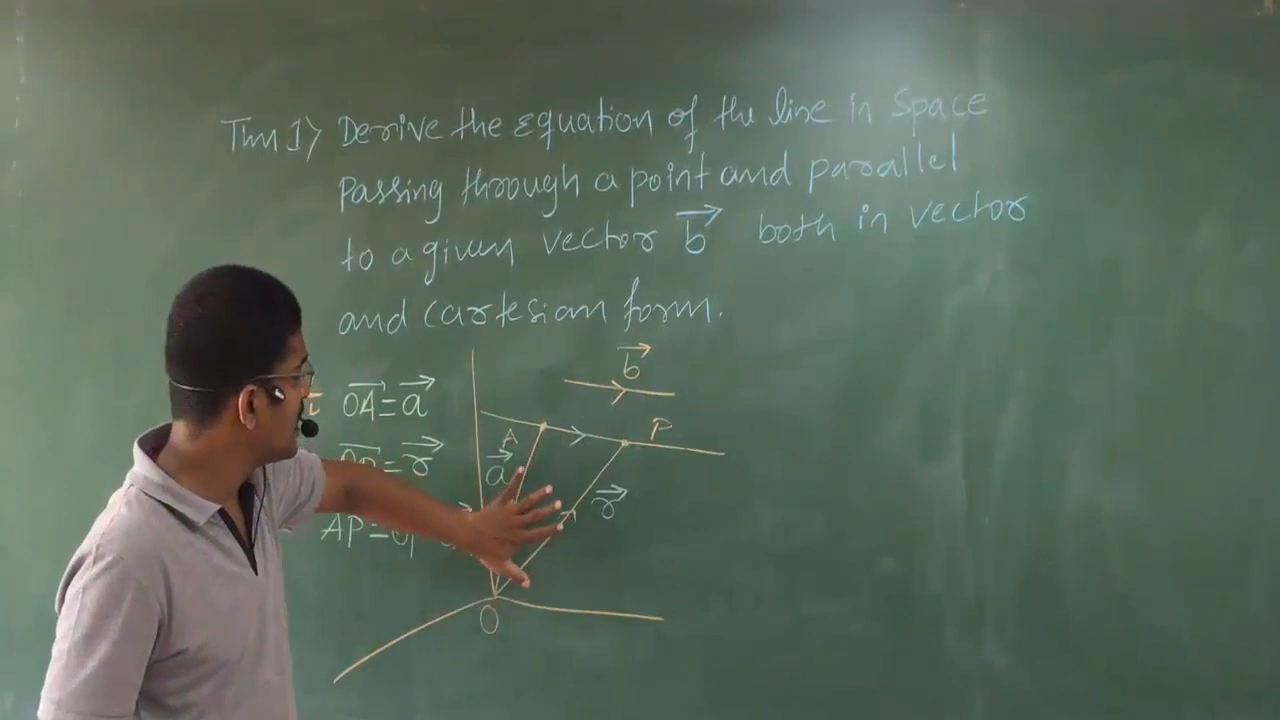 Thm 1) Derive the Equation of the line in Space
passing through a point and parallel
to a given vector b⃗ both in vector
and cartesian form.
b⃗
OA⃗ = a⃗
A
P
= r⃗
a⃗
r⃗
AP = OP
O